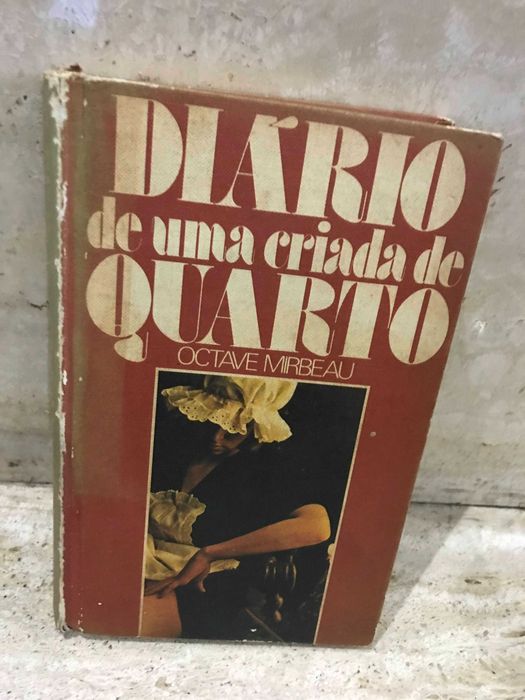 DIÁRIO
de uma criada de
QUARTO
OCTAVE MIRBEAU